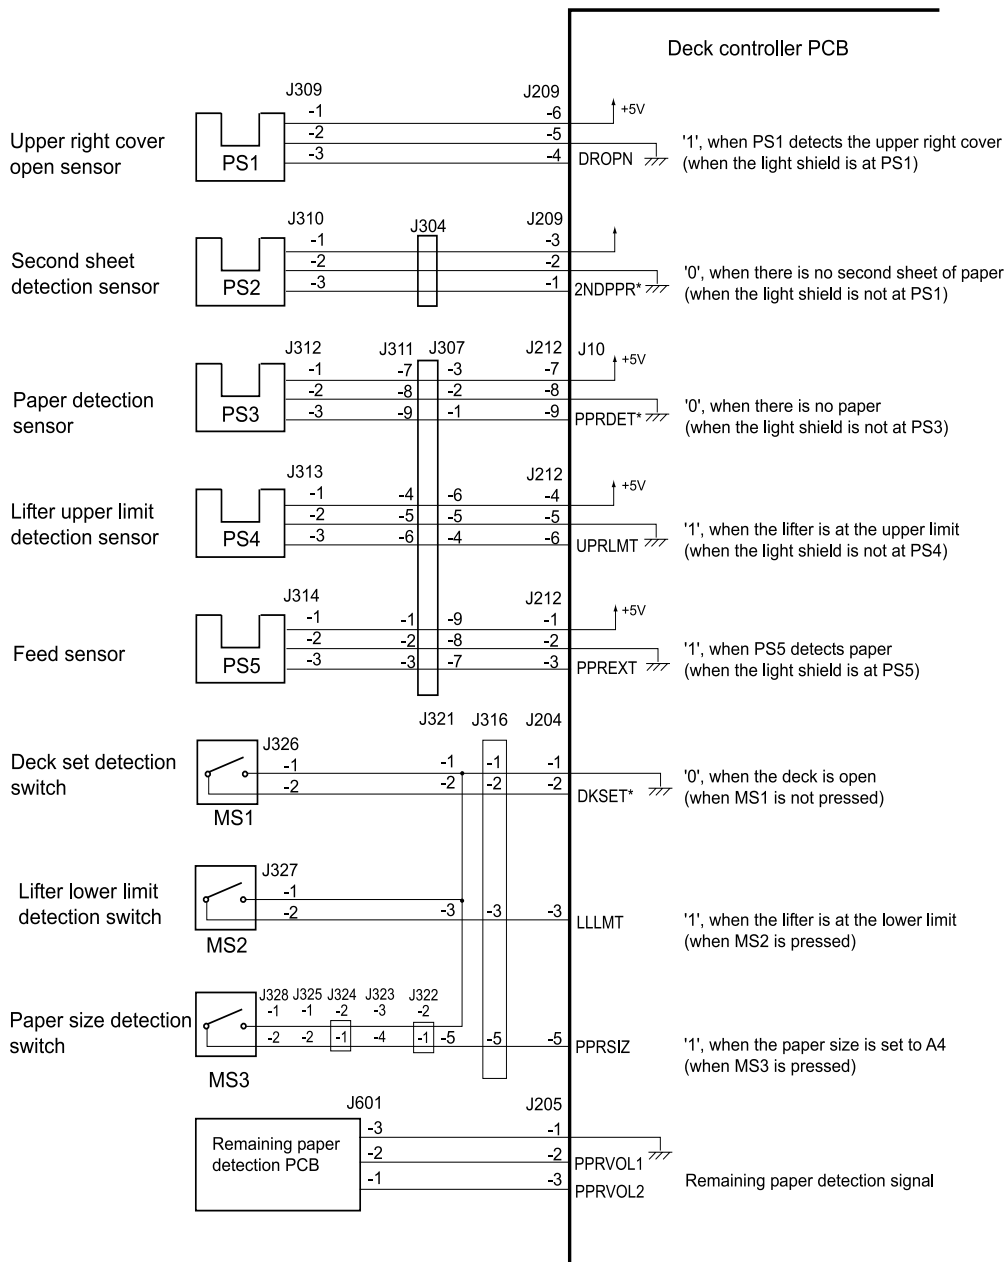 Deck controller PCB
J309
J209
-1
-6
+5V
Upper right cover
open sensor
-2
-5
'1', when PS1 detects the upper right cover
(when the light shield is at PS1)
PS1
-3
-4
DROPN
J310
J304
J209
-1
-3
Second sheet
detection sensor
-2
-2
'0', when there is no second sheet of paper
(when the light shield is not at PS1)
PS2
-3
-1
2NDPPR*
J312
J311
J307
J212
J10
-1
-7
-3
-7
+5V
Paper detection
sensor
-2
-8
-2
-8
'0', when there is no paper
(when the light shield is not at PS3)
PS3
-3
-9
-1
-9
PPRDET*
J313
J212
-1
-4
-6
-4
+5V
Lifter upper limit
detection sensor
-2
-5
-5
-5
'1', when the lifter is at the upper limit
(when the light shield is not at PS4)
PS4
-3
-6
-4
-6
UPRLMT
J314
J212
-1
-1
-9
-1
+5V
Feed sensor
-2
-2
-8
-2
'1', when PS5 detects paper
(when the light shield is at PS5)
PS5
-3
-3
-7
-3
PPREXT
J321
J316
J204
Deck set detection
switch
J326
-1
-1
-1
-1
'0', when the deck is open
(when MS1 is not pressed)
-2
-2
-2
-2
DKSET*
MS1
Lifter lower limit
detection switch
J327
-1
-2
-3
-3
-3
LLLMT
'1', when the lifter is at the lower limit
(when MS2 is pressed)
MS2
Paper size detection
switch
J328
J325
J324
J323
J322
-1
-1
-2
-3
-2
-2
-2
-1
-4
-1
-5
-5
-5
PPRSIZ
'1', when the paper size is set to A4
(when MS3 is pressed)
MS3
J601
J205
Remaining paper
detection PCB
-3
-1
-2
-2
PPRVOL1
-1
-3
PPRVOL2
Remaining paper detection signal